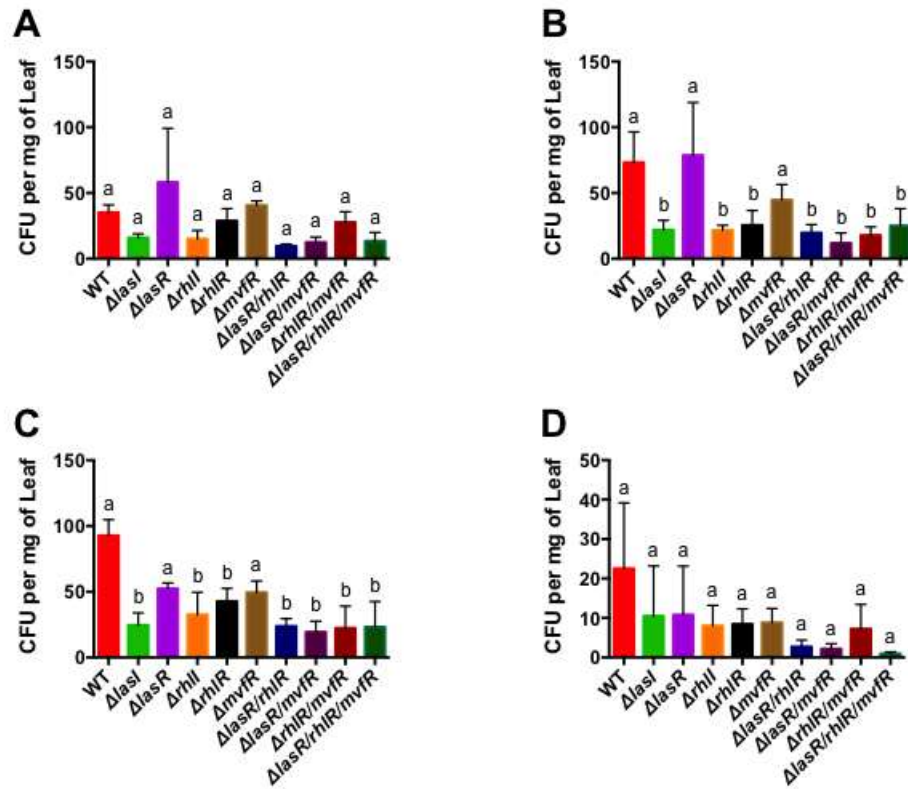 A
CFU per mg of Leaf
150
100
50
0
a a a a a a a a a a
WT
ΔlasI
ΔlasR
ΔrhlI
ΔrhlR
ΔmvfR
ΔlasR/rhlR
ΔlasR/mvfR
ΔrhlR/mvfR
ΔlasR/rhlR/mvfR
B
CFU per mg of Leaf
150
100
50
0
a b a b b a b b b b
WT
ΔlasI
ΔlasR
ΔrhlI
ΔrhlR
ΔmvfR
ΔlasR/rhlR
ΔlasR/mvfR
ΔrhlR/mvfR
ΔlasR/rhlR/mvfR
C
CFU per mg of Leaf
150
100
50
0
a b a b b a b b b b
WT
ΔlasI
ΔlasR
ΔrhlI
ΔrhlR
ΔmvfR
ΔlasR/rhlR
ΔlasR/mvfR
ΔrhlR/mvfR
ΔlasR/rhlR/mvfR
D
CFU per mg of Leaf
50
40
30
20
10
0
a a a a a a a a a a
WT
ΔlasI
ΔlasR
ΔrhlI
ΔrhlR
ΔmvfR
ΔlasR/rhlR
ΔlasR/mvfR
ΔrhlR/mvfR
ΔlasR/rhlR/mvfR